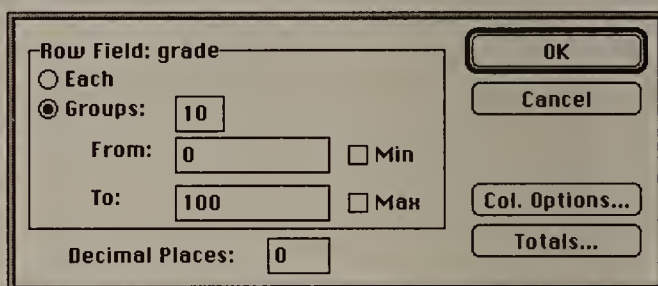 Row Field: grade
Each
Groups: 10
From: 0 Min
To: 100 Max
Decimal Places: 0
OK
Cancel
Col. Options...
Totals...